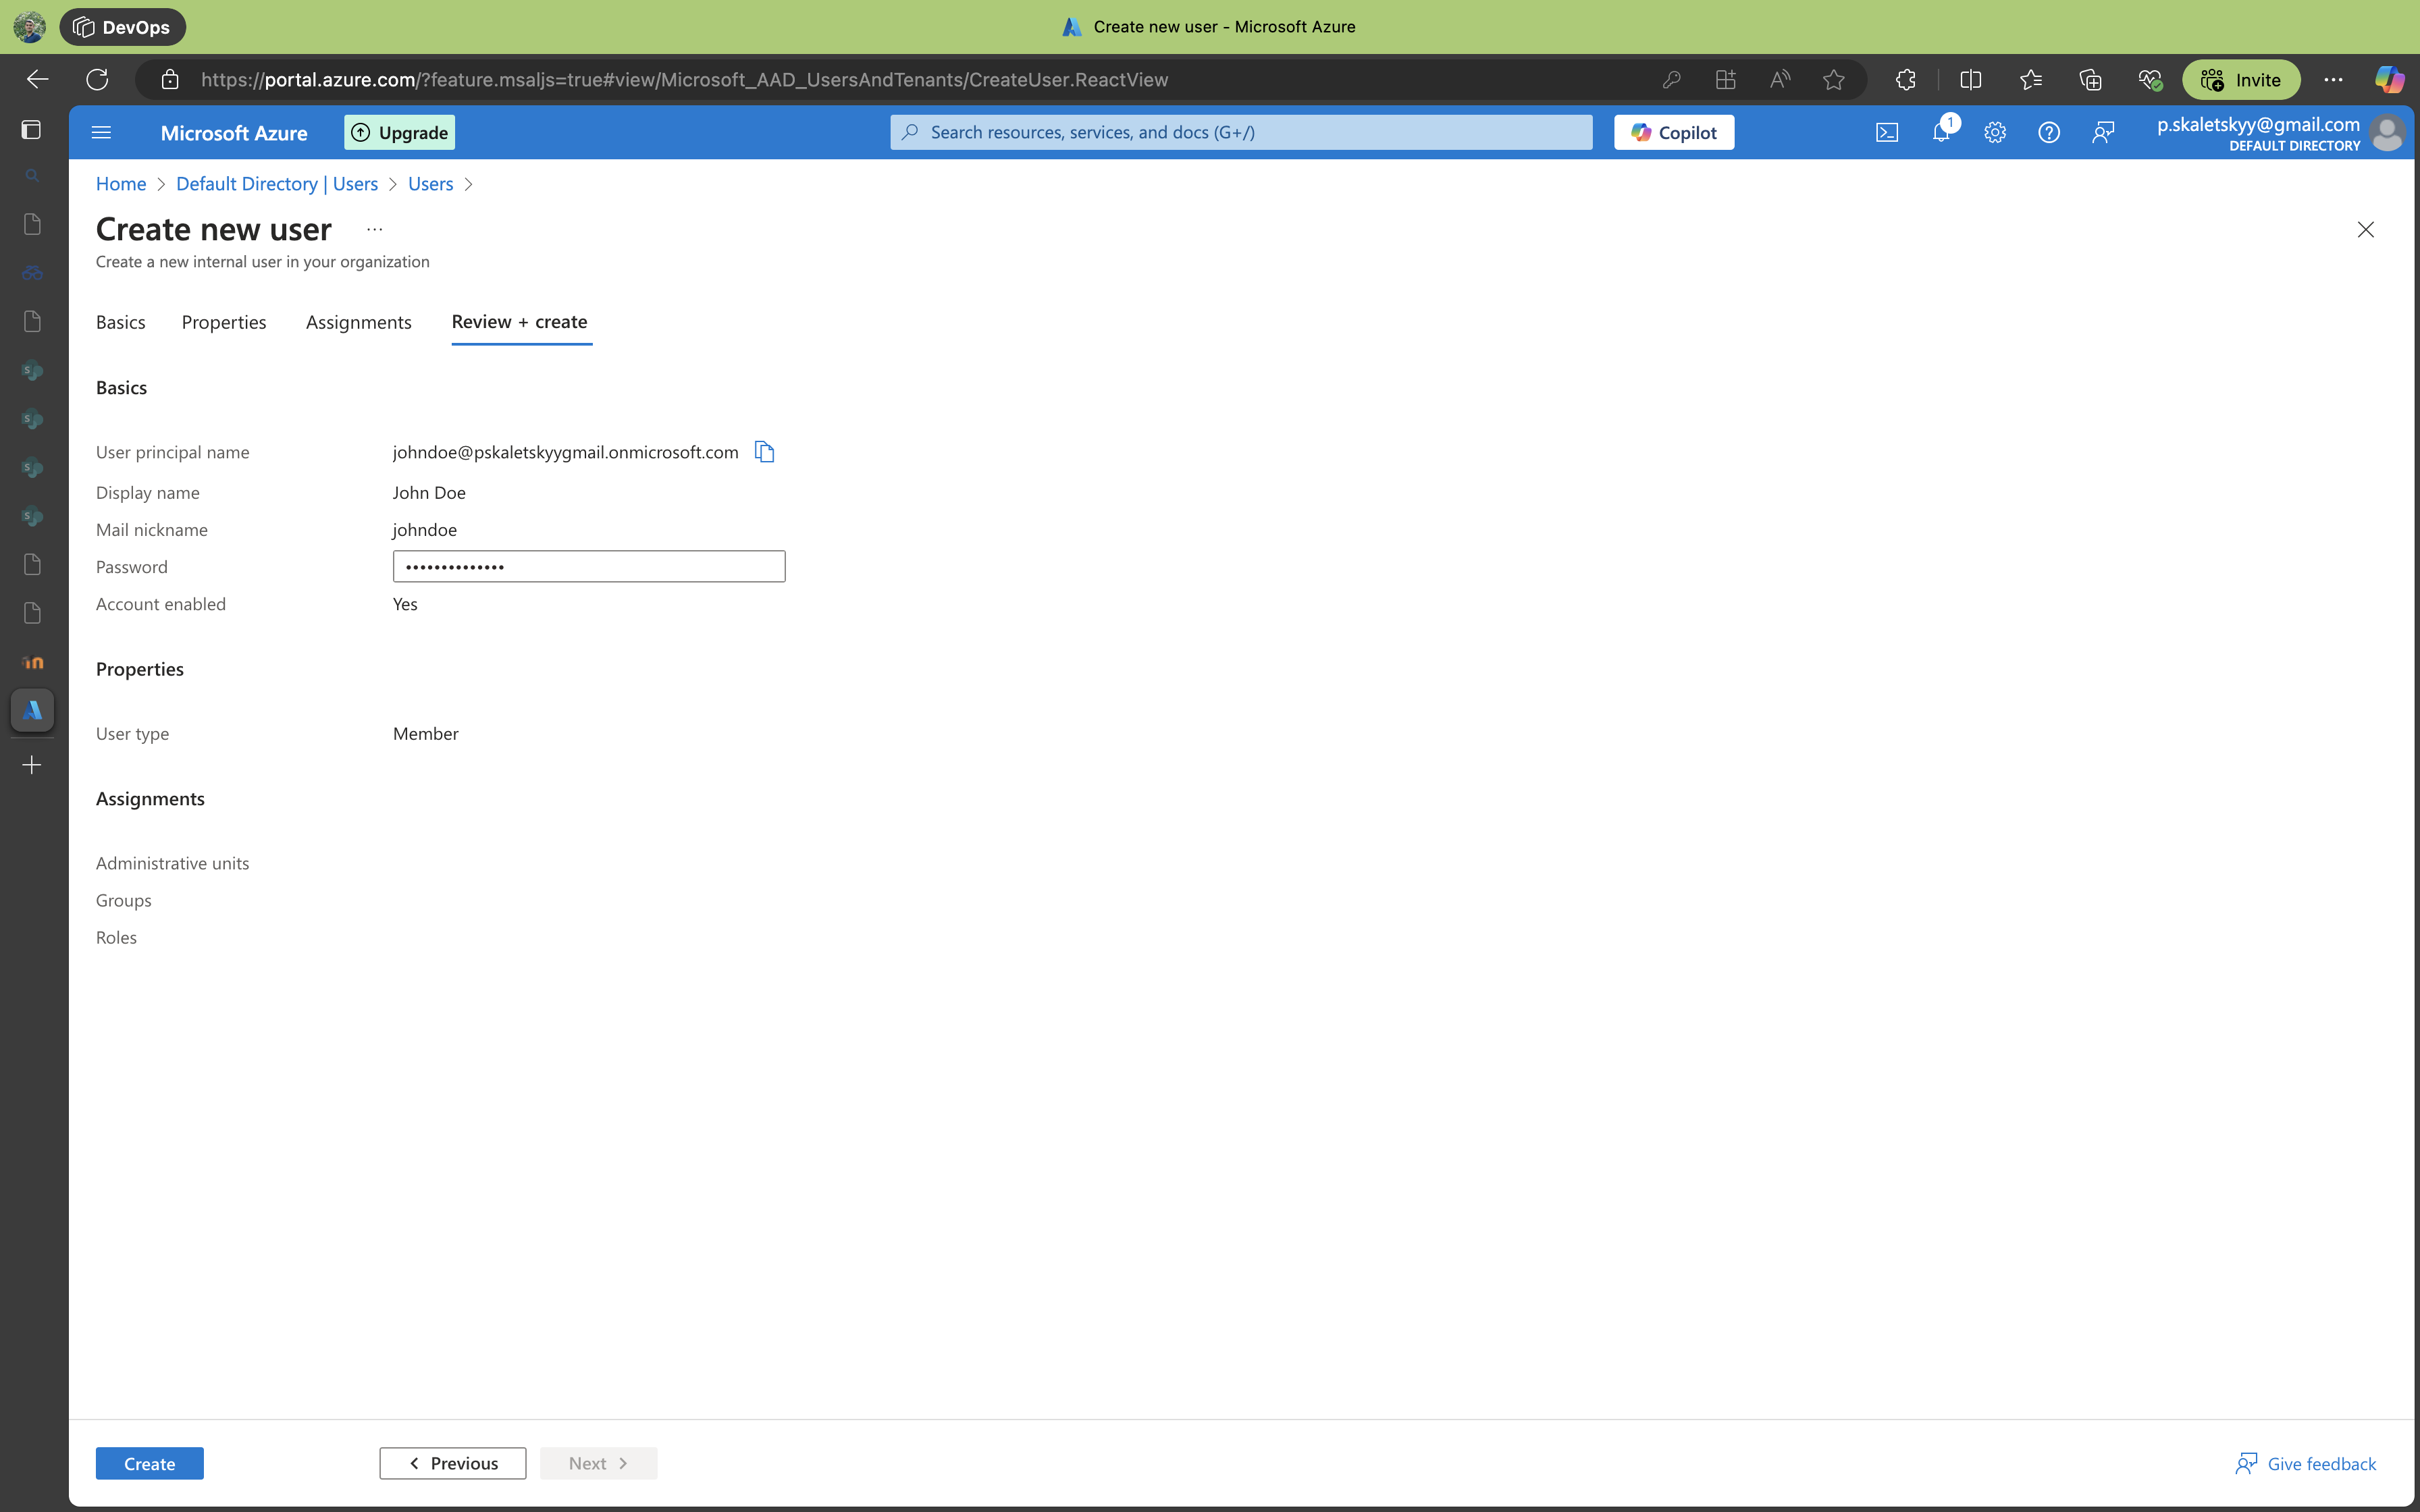 DevOps
Create new user - Microsoft Azure
https://portal.azure.com/?feature.msaljs=true#view/Microsoft_AAD_UsersAndTenants/CreateUser.ReactView
Invite
Microsoft Azure
Upgrade
Search resources, services, and docs (G+/)
Copilot
1
p.skaletskyy@gmail.com
DEFAULT DIRECTORY
Home > Default Directory | Users > Users >
Create new user ...
Create a new internal user in your organization
Basics Properties Assignments Review + create
Basics
User principal name johndoe@pskaletskyygmail.onmicrosoft.com
Display name John Doe
Mail nickname johndoe
Password ••••••••••••••
Account enabled Yes
Properties
User type Member
Assignments
Administrative units
Groups
Roles
Create
< Previous
Next >
Give feedback